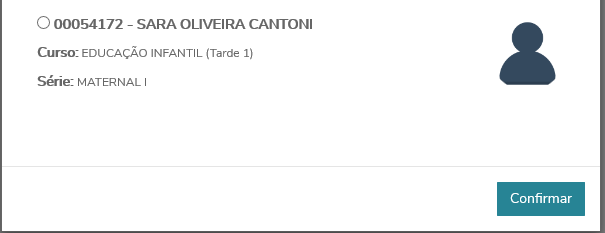 00054172 - SARA OLIVEIRA CANTONI
Curso: EDUCAÇÃO INFANTIL (Tarde 1)
Série: MATERNAL I
Confirmar